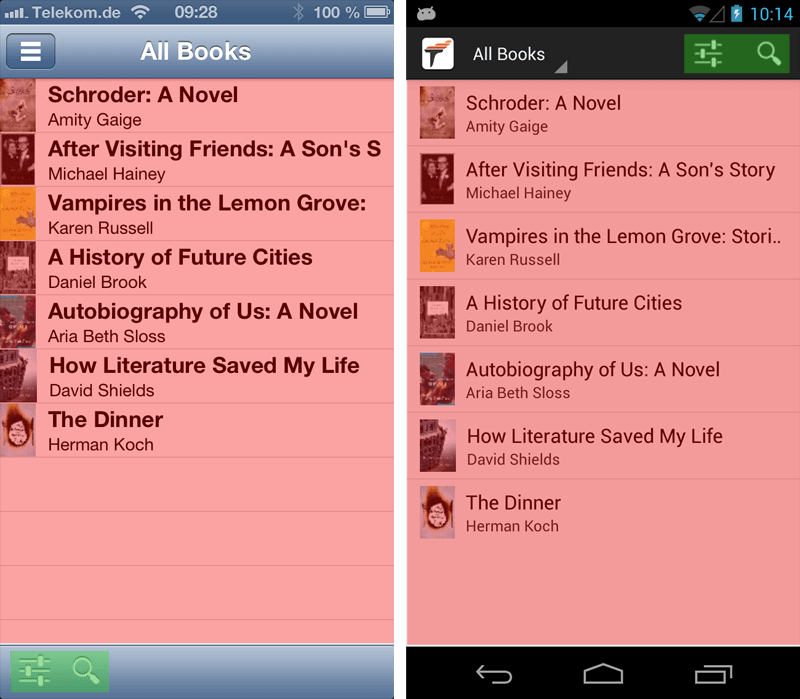 Telekom.de 09:28 100 %
All Books
Schroder: A Novel
Amity Gaige
After Visiting Friends: A Son's S
Michael Hainey
Vampires in the Lemon Grove:
Karen Russell
A History of Future Cities
Daniel Brook
Autobiography of Us: A Novel
Aria Beth Sloss
How Literature Saved My Life
David Shields
The Dinner
Herman Koch
10:14
All Books
Schroder: A Novel
Amity Gaige
After Visiting Friends: A Son's Story
Michael Hainey
Vampires in the Lemon Grove: Stori..
Karen Russell
A History of Future Cities
Daniel Brook
Autobiography of Us: A Novel
Aria Beth Sloss
How Literature Saved My Life
David Shields
The Dinner
Herman Koch